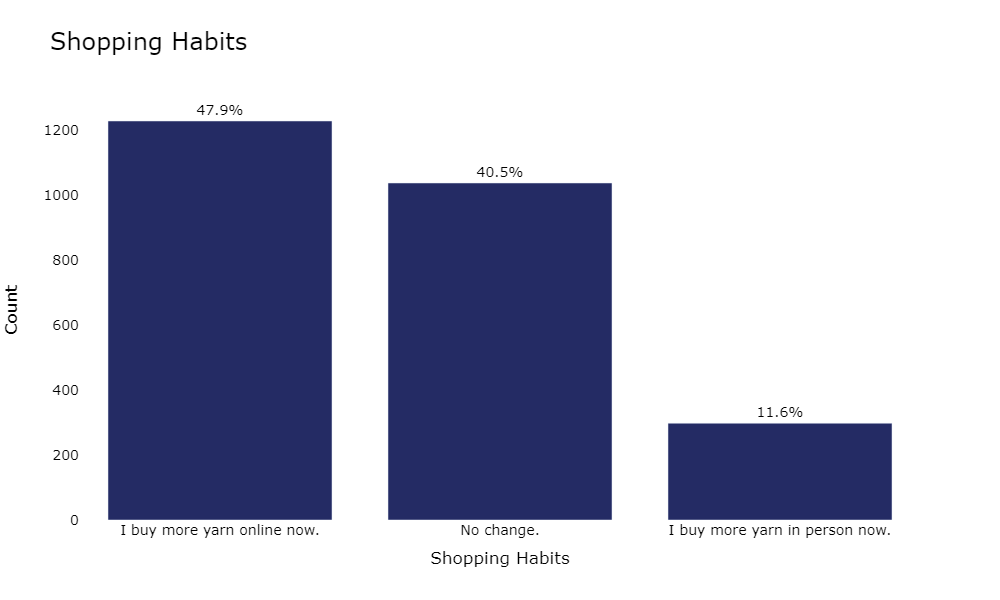 Shopping Habits
47.9%
1200
40.5%
1000
800
600
Count
400
11.6%
200
0
I buy more yarn online now.
No change.
I buy more yarn in person now.
Shopping Habits